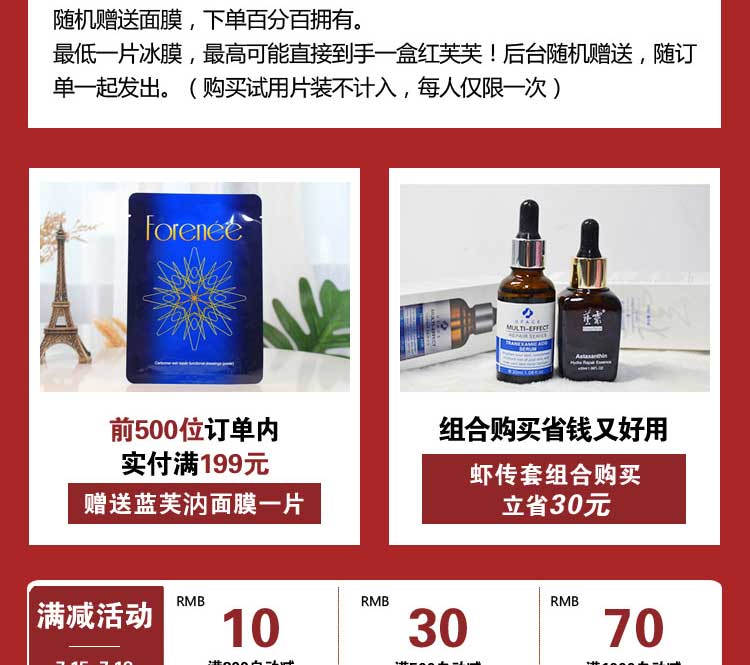 随机赠送面膜，下单百分百拥有。
最低一片冰膜，最高可能直接到手一盒红芙芙！后台随机赠送，随订
单一起发出。（购买试用片装不计入，每人仅限一次）
Forenée
UFACE
MULTI-EFFECT
REPAIR SERIES
TRANEXAMIC ACID
SERUM
Astaxanthin
Hydra Repair Essence
前500位订单内
实付满199元
赠送蓝芙汭面膜一片
组合购买省钱又好用
虾传套组合购买
立省30元
满减活动
RMB 10
RMB 30
RMB 70